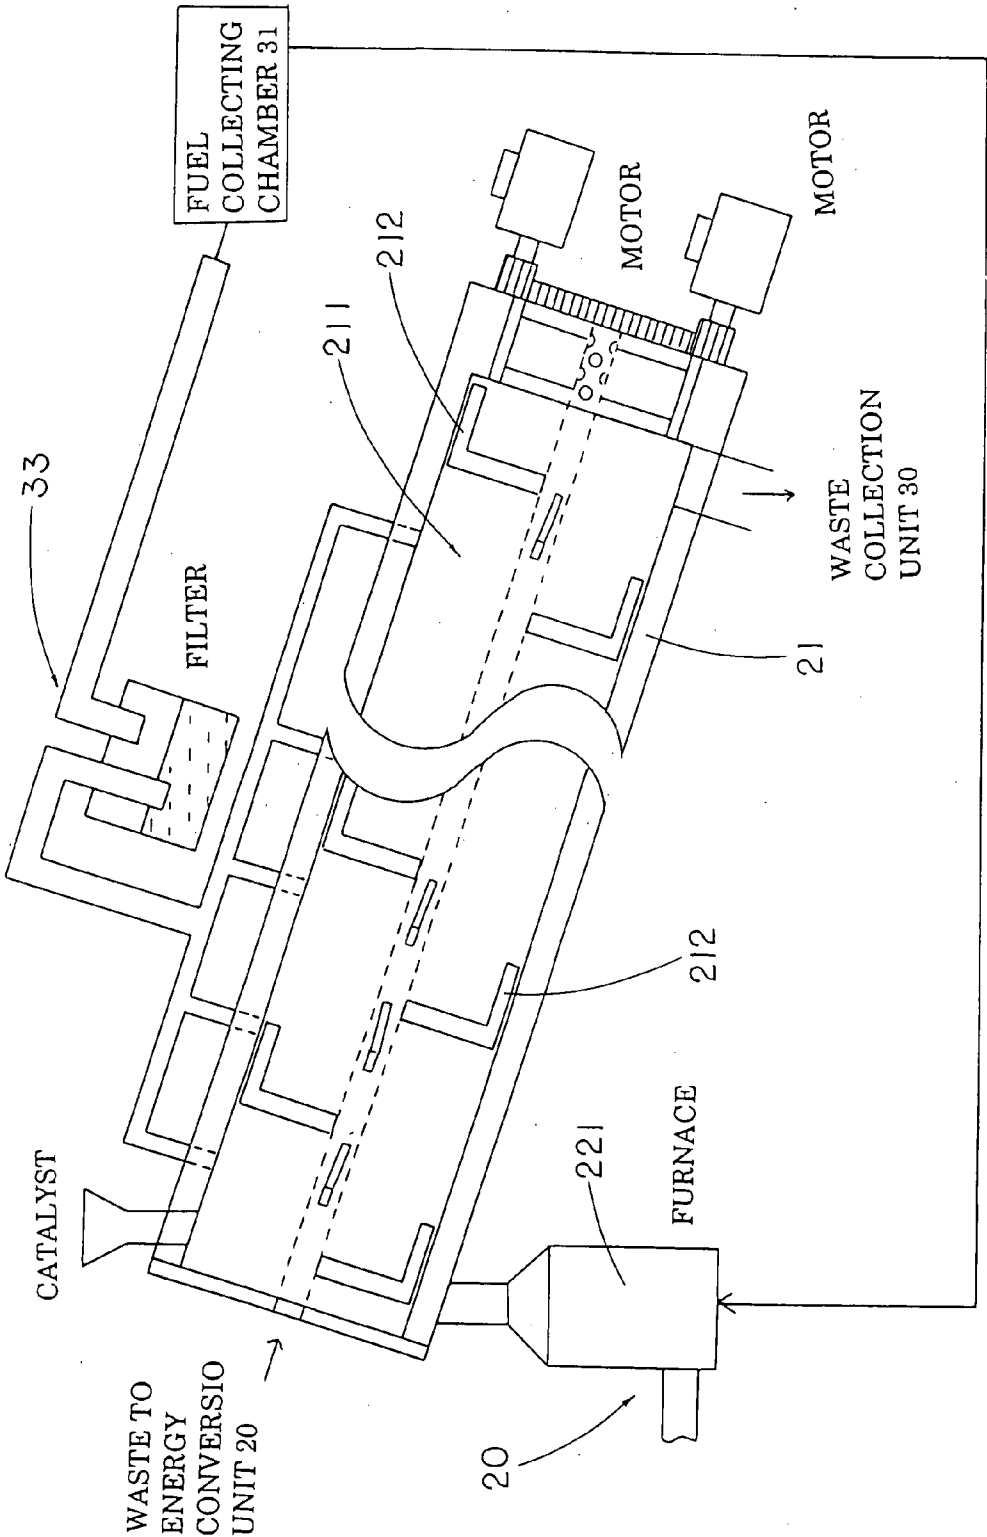 FUEL
COLLECTING
CHAMBER 31
33
FILTER
211
212
MOTOR
MOTOR
WASTE
COLLECTION
UNIT 30
21
CATALYST
212
WASTE TO
ENERGY
CONVERSIO
UNIT 20
20
221
FURNACE